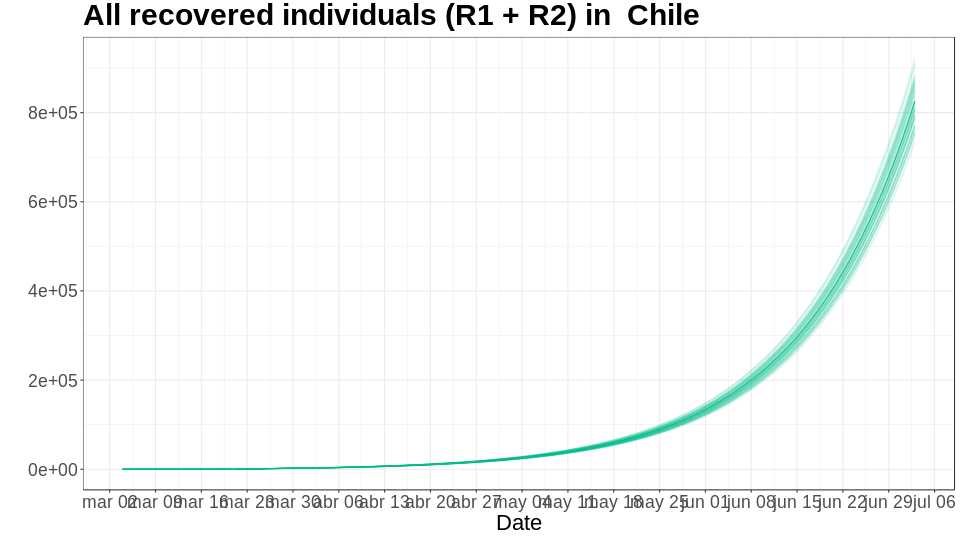 All recovered individuals (R1 + R2) in  Chile
8e+05
6e+05
4e+05
2e+05
0e+00
mar 02 mar 09 mar 16 mar 23 mar 30 abr 06 abr 13 abr 20 abr 27 may 04 may 11 may 18 may 25 jun 01 jun 08 jun 15 jun 22 jun 29 jul 06
Date